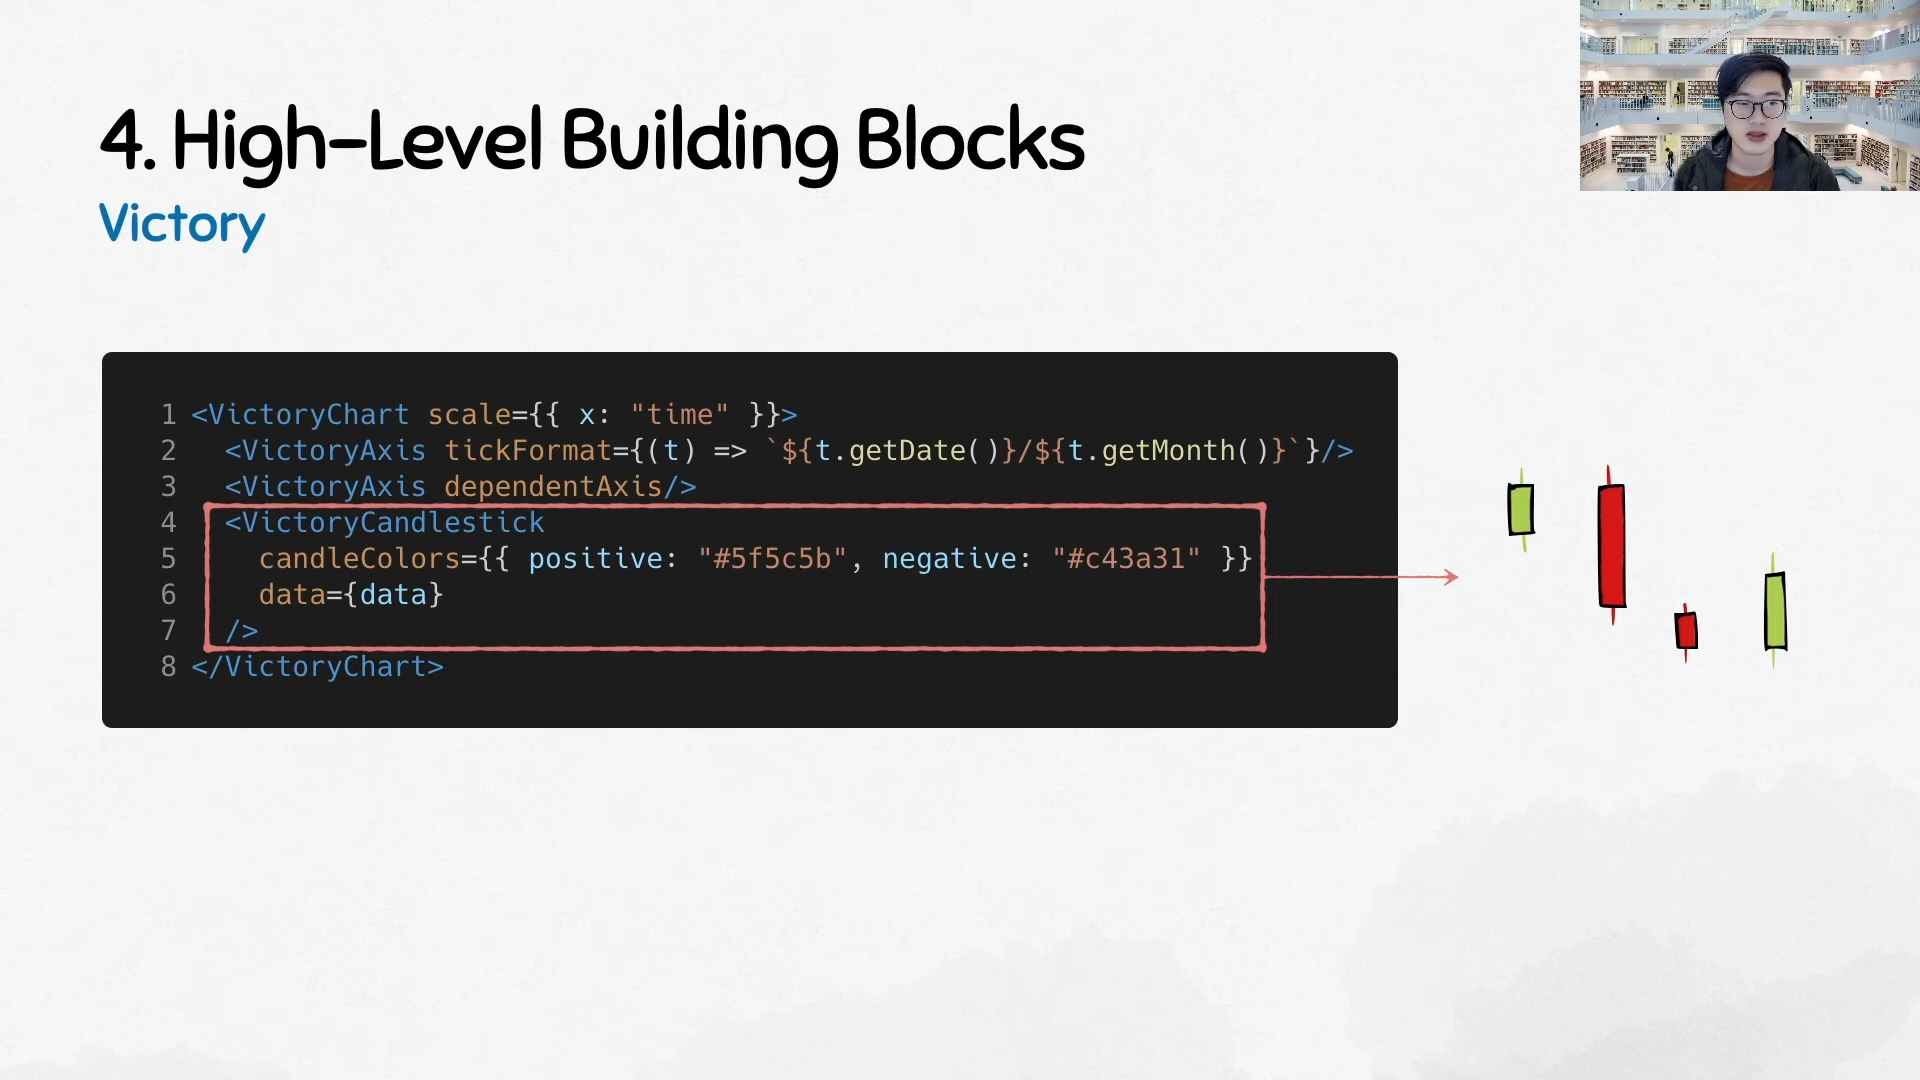 4. High-Level Building Blocks
Victory
1 <VictoryChart scale={{ x: "time" }}>
2   <VictoryAxis tickFormat={(t) => `${t.getDate()}/${t.getMonth()}`}/>
3   <VictoryAxis dependentAxis/>
4   <VictoryCandlestick
5     candleColors={{ positive: "#5f5c5b", negative: "#c43a31" }}
6     data={data}
7   />
8 </VictoryChart>